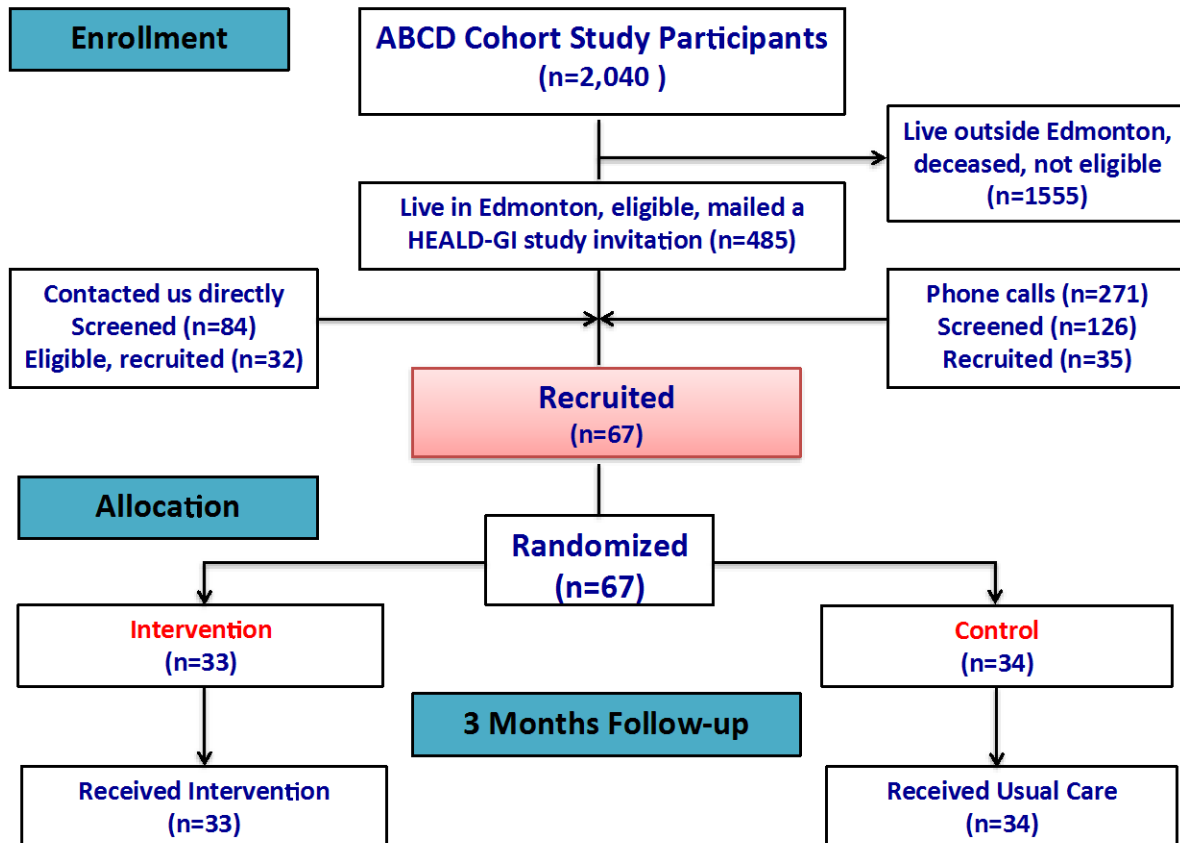 Enrollment
ABCD Cohort Study Participants
(n=2,040 )
Live outside Edmonton,
deceased, not eligible
(n=1555)
Live in Edmonton, eligible, mailed a
HEALD-GI study invitation (n=485)
Contacted us directly
Screened (n=84)
Eligible, recruited (n=32)
Phone calls (n=271)
Screened (n=126)
Recruited (n=35)
Recruited
(n=67)
Allocation
Randomized
(n=67)
Intervention
(n=33)
Control
(n=34)
3 Months Follow-up
Received Intervention
(n=33)
Received Usual Care
(n=34)